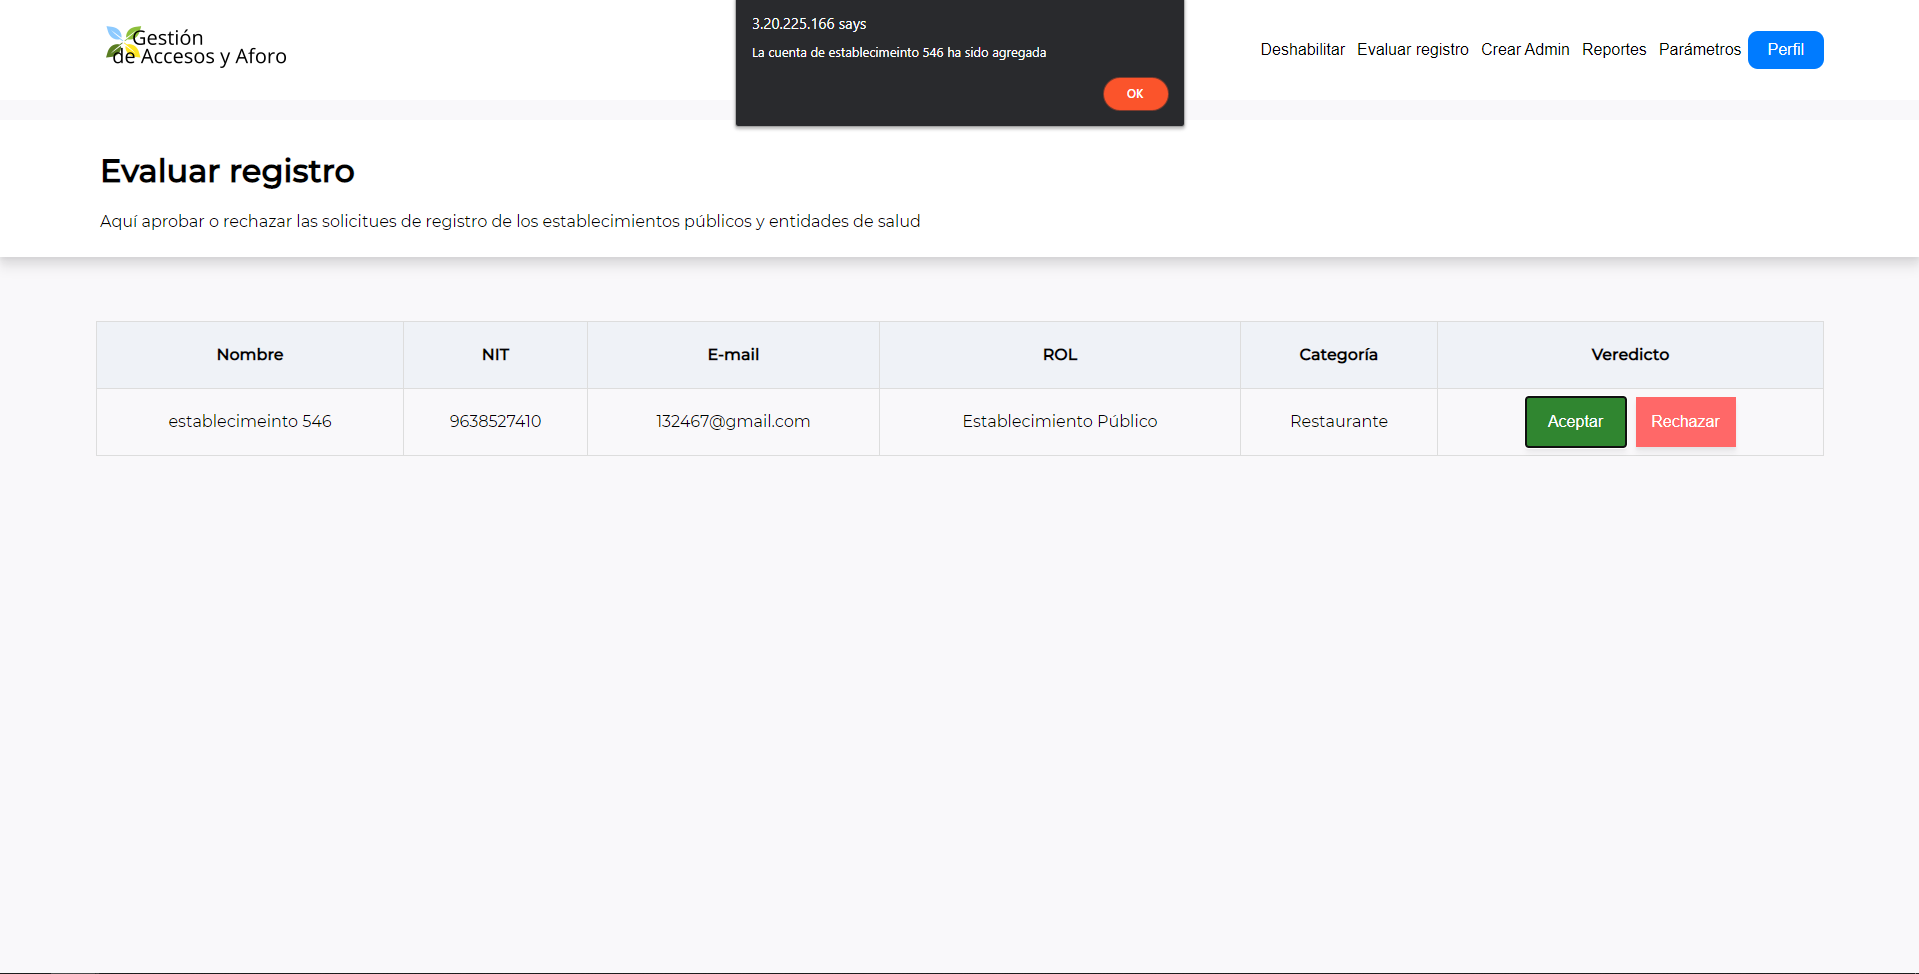 3.20.225.166 says
La cuenta de establecimeinto 546 ha sido agregada
OK
Gestión
de Accesos y Aforo
Deshabilitar Evaluar registro Crear Admin Reportes Parámetros Perfil
Evaluar registro
Aquí aprobar o rechazar las solicitues de registro de los establecimientos públicos y entidades de salud
Nombre NIT E-mail ROL Categoría Veredicto
establecimeinto 546 9638527410 132467@gmail.com Establecimiento Público Restaurante Aceptar Rechazar